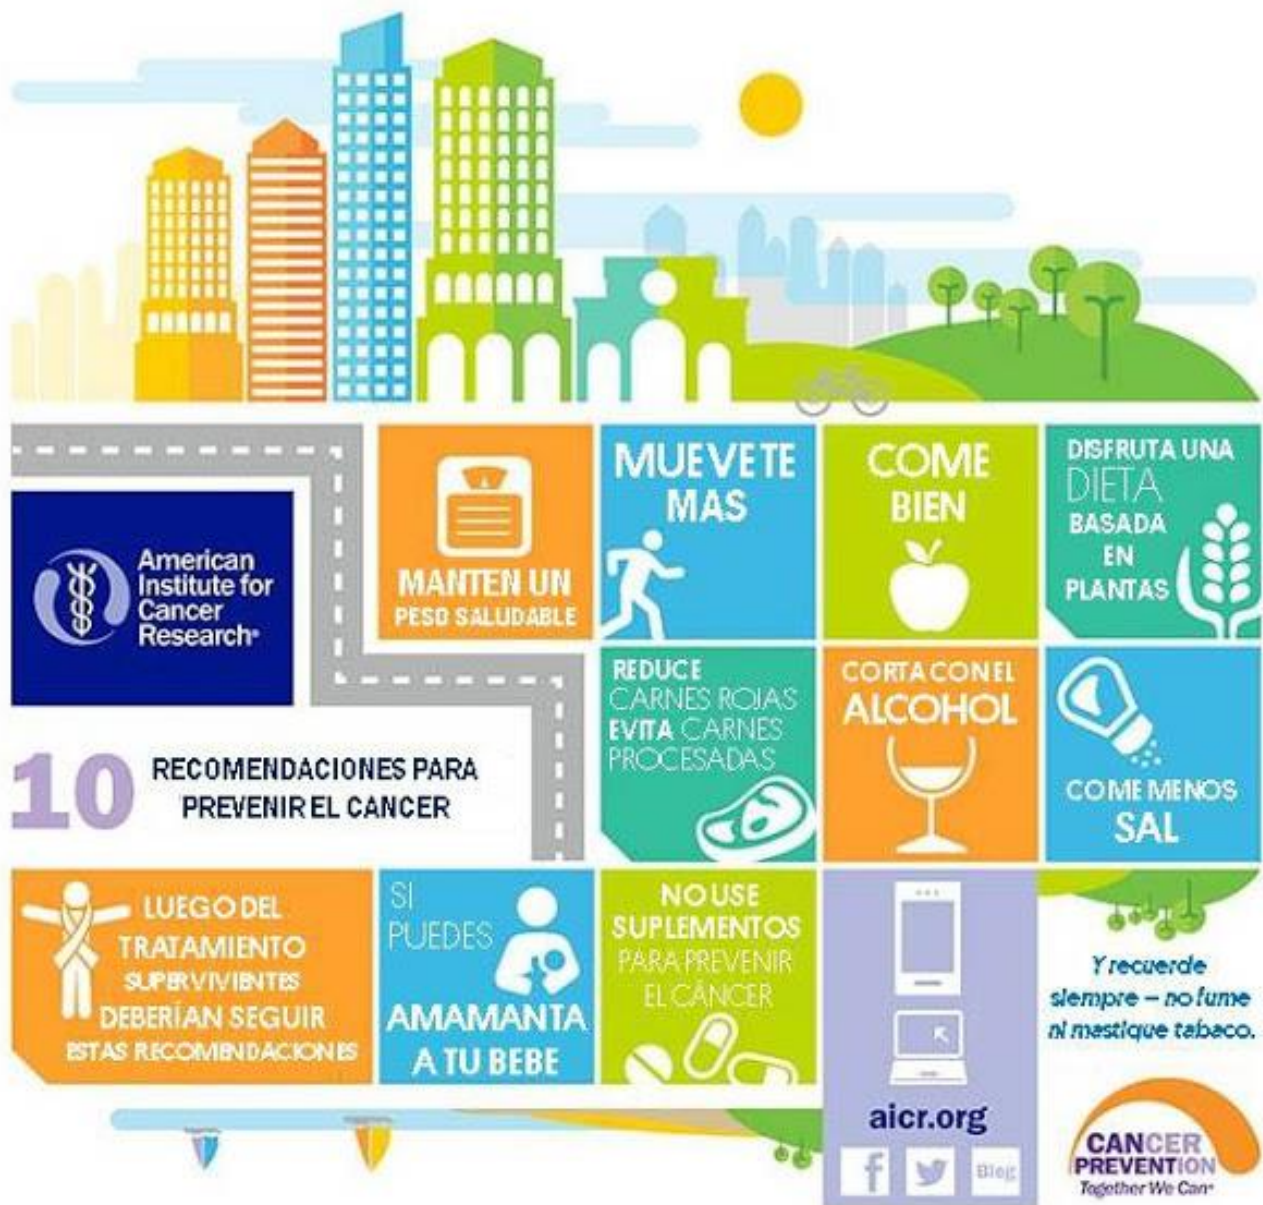 American
Institute for
Cancer
Research®
10
RECOMENDACIONES PARA
PREVENIR EL CANCER
MANTEN UN
PESO SALUDABLE
MUEVETE
MAS
COME
BIEN
DISFRUTA UNA
DIETA
BASADA
EN
PLANTAS
REDUCE
CARNES ROJAS
EVITA CARNES
PROCESADAS
CORTA CON EL
ALCOHOL
COME MENOS
SAL
LUEGO DEL
TRATAMIENTO
SUPERVIVIENTES
DEBERÍAN SEGUIR
ESTAS RECOMENDACIONES
SI
PUEDES
AMAMANTA
A TU BEBE
NO USE
SUPLEMENTOS
PARA PREVENIR
EL CÂNCER
aicr.org
f
Blog
Y recuerde
siempre – no fume
ni mastique tabaco.
CANCER
PREVENTION
Together We Can®